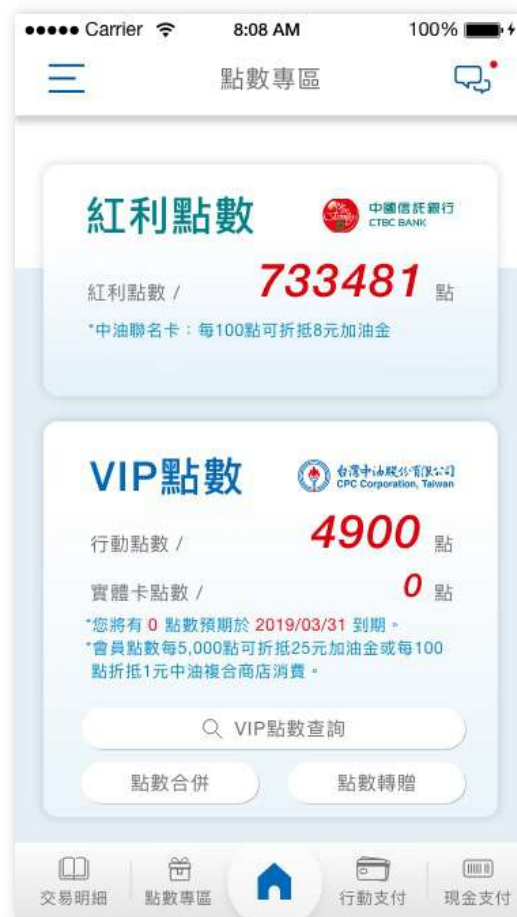 Carrier 8:08 AM 100%
點數專區
紅利點數
中國信託銀行
CTBC BANK
紅利點數 / 733481 點
*中油聯名卡：每100點可折抵8元加油金
VIP點數
台灣中油股份有限公司
CPC Corporation, Taiwan
行動點數 / 4900 點
實體卡點數 / 0 點
*您將有 0 點數預期於 2019/03/31 到期。
*會員點數每5,000點可折抵25元加油金或每100
點折抵1元中油複合商店消費。
VIP點數查詢
點數合併 點數轉贈
交易明細 點數專區 行動支付 現金支付